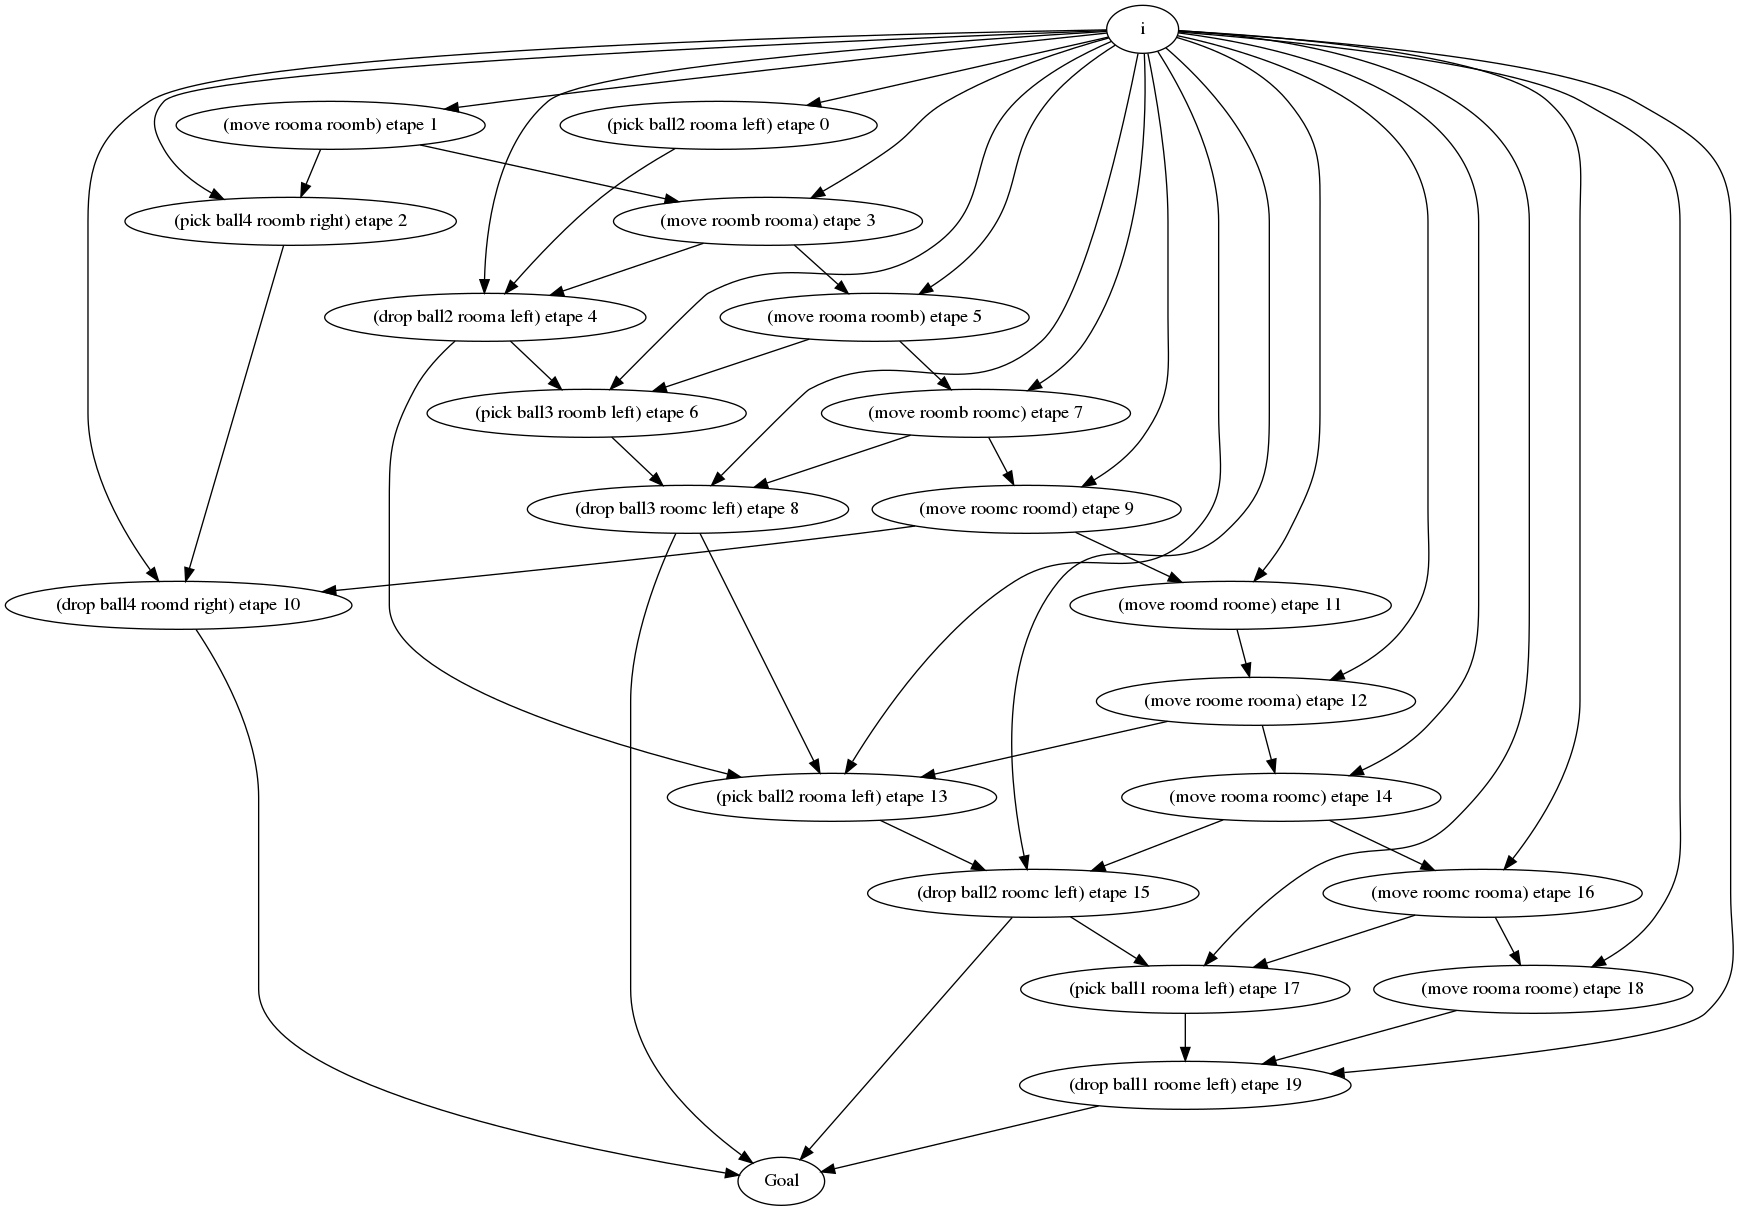 i
(move rooma roomb) etape 1
(pick ball2 rooma left) etape 0
(pick ball4 roomb right) etape 2
(move roomb rooma) etape 3
(drop ball2 rooma left) etape 4
(move rooma roomb) etape 5
(pick ball3 roomb left) etape 6
(move roomb roomc) etape 7
(drop ball3 roomc left) etape 8
(move roomc roomd) etape 9
(drop ball4 roomd right) etape 10
(move roomd roome) etape 11
(move roome rooma) etape 12
(pick ball2 rooma left) etape 13
(move rooma roomc) etape 14
(drop ball2 roomc left) etape 15
(move roomc rooma) etape 16
(pick ball1 rooma left) etape 17
(move rooma roome) etape 18
(drop ball1 roome left) etape 19
Goal